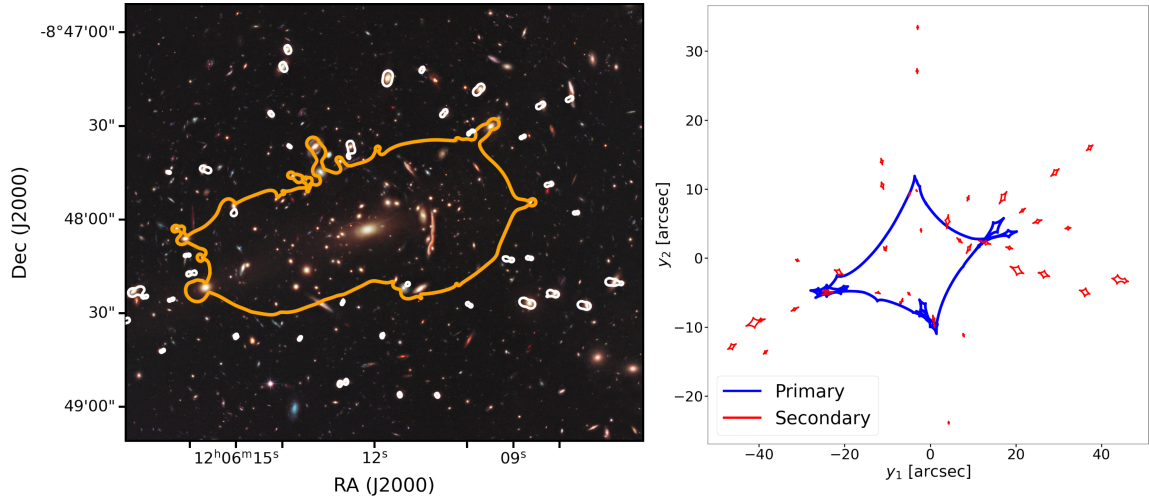 -8°47'00"
30"
48'00"
30"
49'00"
Dec (J2000)
12ʰ06ᵐ15ˢ
12ˢ
09ˢ
RA (J2000)
30
20
10
0
−10
−20
y₂ [arcsec]
Primary
Secondary
−40
−20
0
20
40
y₁ [arcsec]